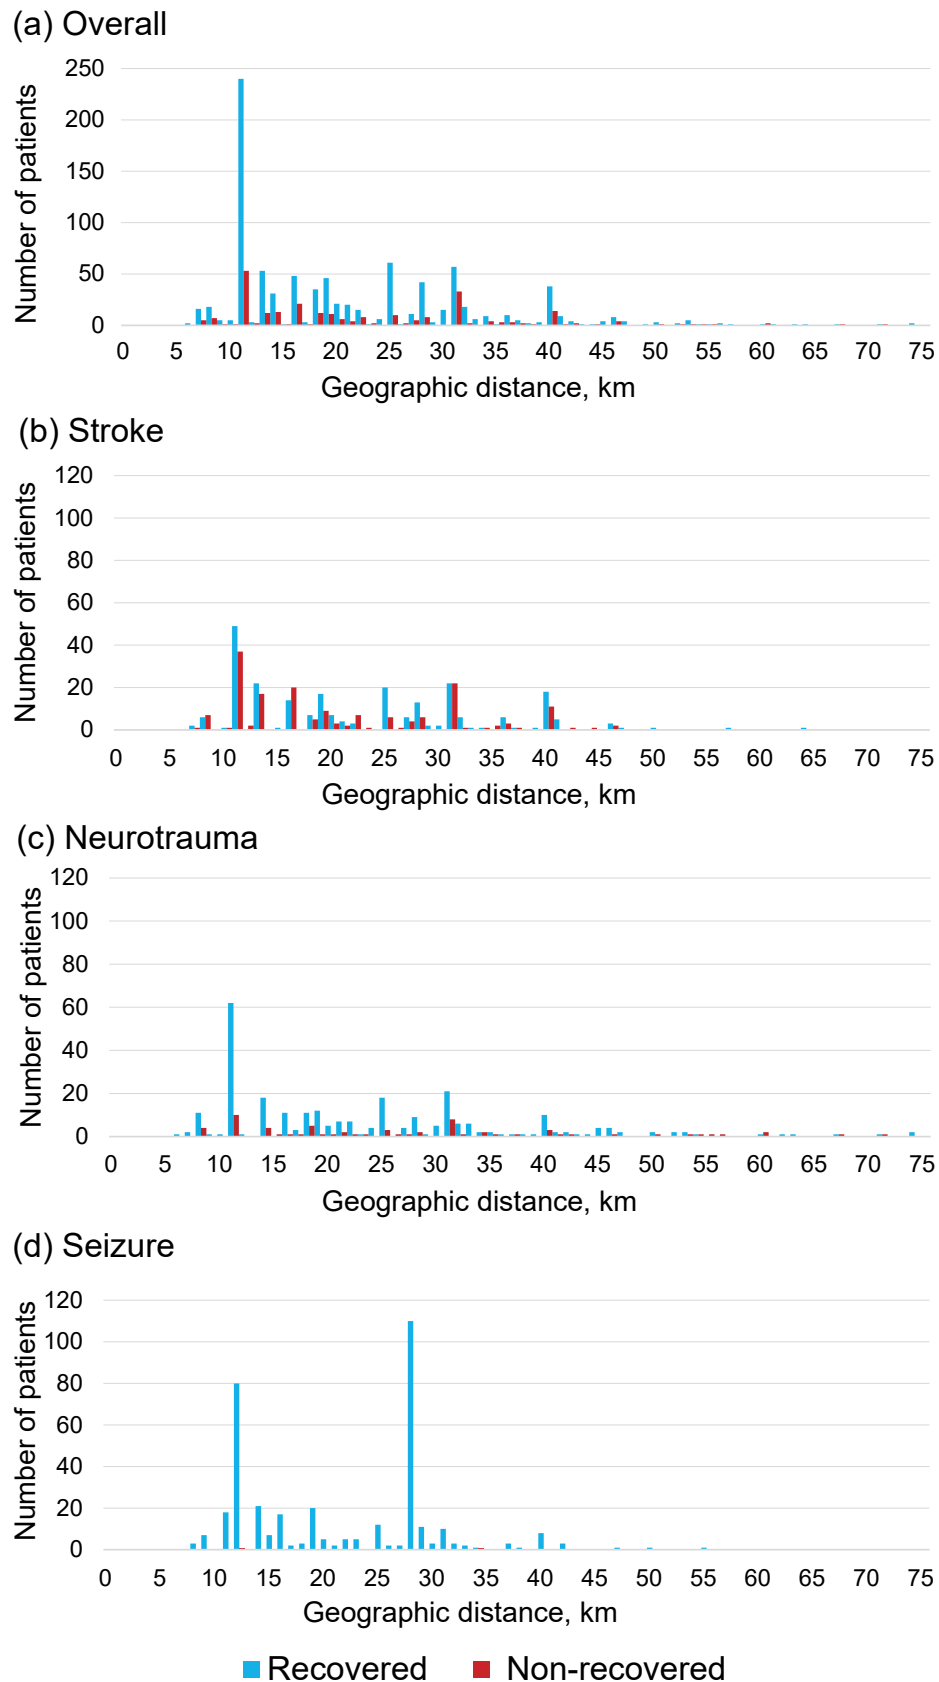 (a) Overall
Number of patients
250
200
150
100
50
0
0 5 10 15 20 25 30 35 40 45 50 55 60 65 70 75
Geographic distance, km
(b) Stroke
Number of patients
120
100
80
60
40
20
0
0 5 10 15 20 25 30 35 40 45 50 55 60 65 70 75
Geographic distance, km
(c) Neurotrauma
Number of patients
120
100
80
60
40
20
0
0 5 10 15 20 25 30 35 40 45 50 55 60 65 70 75
Geographic distance, km
(d) Seizure
Number of patients
120
100
80
60
40
20
0
0 5 10 15 20 25 30 35 40 45 50 55 60 65 70 75
Geographic distance, km
Recovered Non-recovered